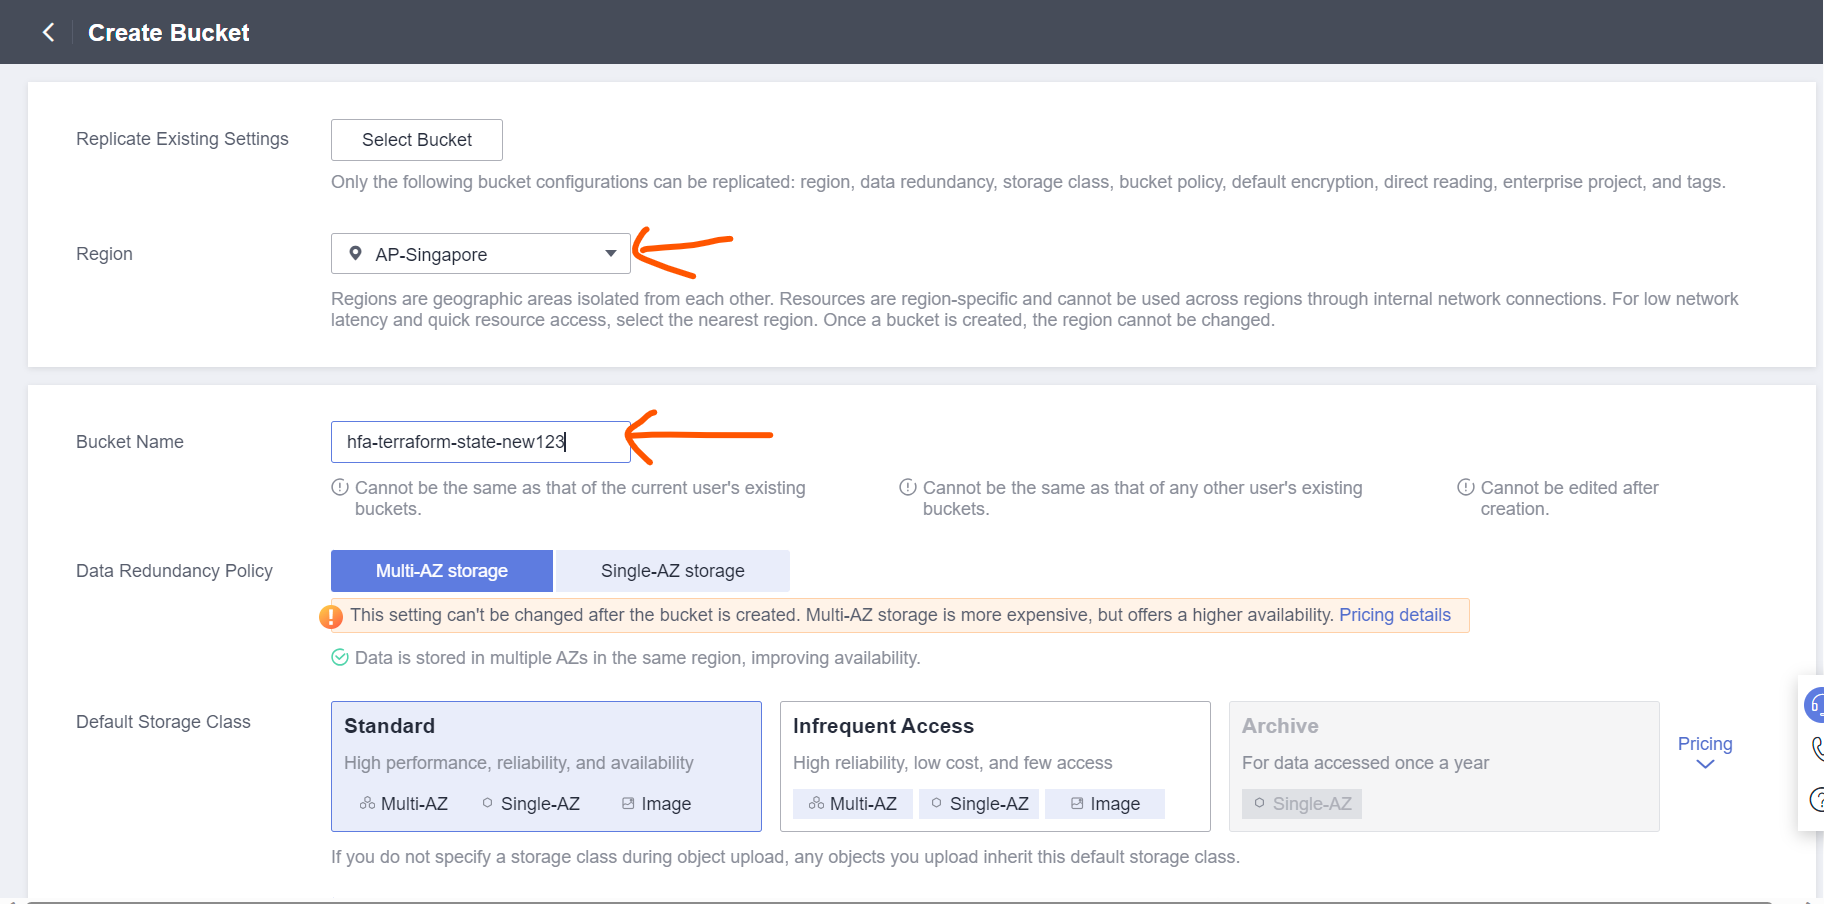 Create Bucket
Replicate Existing Settings
Select Bucket
Only the following bucket configurations can be replicated: region, data redundancy, storage class, bucket policy, default encryption, direct reading, enterprise project, and tags.
Region
AP-Singapore
Regions are geographic areas isolated from each other. Resources are region-specific and cannot be used across regions through internal network connections. For low network
latency and quick resource access, select the nearest region. Once a bucket is created, the region cannot be changed.
Bucket Name
hfa-terraform-state-new123
Cannot be the same as that of the current user's existing
buckets.
Cannot be the same as that of any other user's existing
buckets.
Cannot be edited after
creation.
Data Redundancy Policy
Multi-AZ storage
Single-AZ storage
This setting can't be changed after the bucket is created. Multi-AZ storage is more expensive, but offers a higher availability. Pricing details
Data is stored in multiple AZs in the same region, improving availability.
Default Storage Class
Standard
High performance, reliability, and availability
Multi-AZ Single-AZ Image
Infrequent Access
High reliability, low cost, and few access
Multi-AZ Single-AZ Image
Archive
For data accessed once a year
Single-AZ
Pricing
If you do not specify a storage class during object upload, any objects you upload inherit this default storage class.